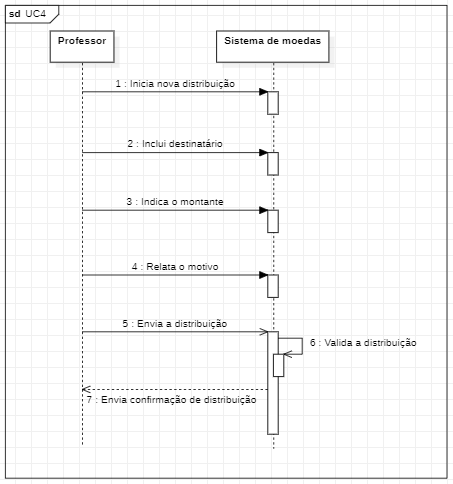 sd UC4
Professor
Sistema de moedas
1 : Inicia nova distribuição
2 : Inclui destinatário
3 : Indica o montante
4 : Relata o motivo
5 : Envia a distribuição
6 : Valida a distribuição
7 : Envia confirmação de distribuição